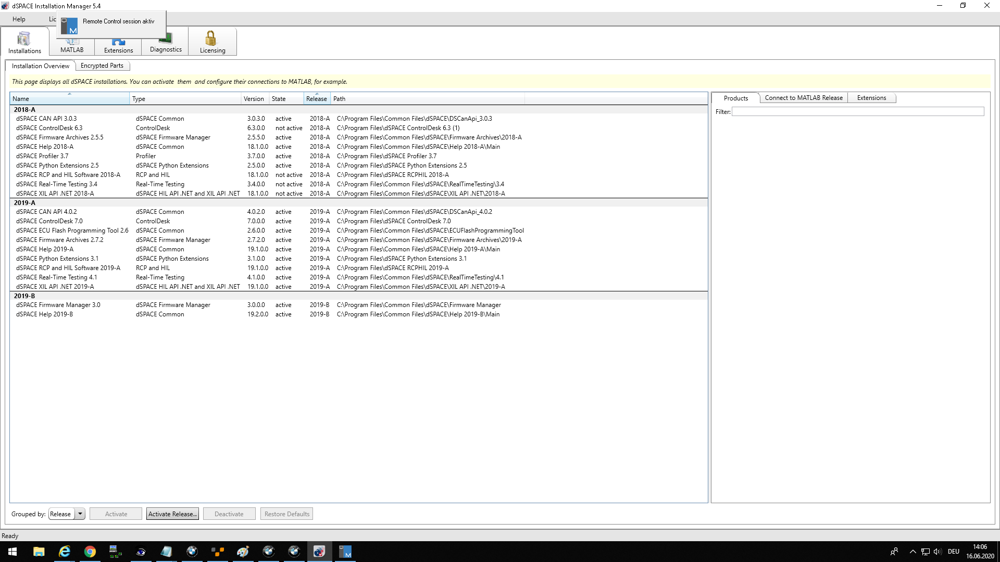 dSPACE Installation Manager 5.4
Help Lic
Remote Control session aktiv
M
Installations MATLAB Extensions Diagnostics Licensing
Installation Overview Encrypted Parts
This page displays all dSPACE installations. You can activate them and configure their connections to MATLAB, for example.
Name Type Version State Release Path
2018-A
dSPACE CAN API 3.0.3 dSPACE Common 3.0.3.0 active 2018-A C:\Program Files\Common Files\dSPACE\DSCanApi_3.0.3
dSPACE ControlDesk 6.3 ControlDesk 6.3.0.0 not active 2018-A C:\Program Files\dSPACE ControlDesk 6.3 (1)
dSPACE Firmware Archives 2.5.5 dSPACE Firmware Manager 2.5.5.0 active 2018-A C:\Program Files\Common Files\dSPACE\Firmware Archives\2018-A
dSPACE Help 2018-A dSPACE Common 18.1.0.0 active 2018-A C:\Program Files\Common Files\dSPACE\Help 2018-A\Main
dSPACE Profiler 3.7 Profiler 3.7.0.0 active 2018-A C:\Program Files\dSPACE Profiler 3.7
dSPACE Python Extensions 2.5 dSPACE Python Extensions 2.5.0.0 active 2018-A C:\Program Files\dSPACE Python Extensions 2.5
dSPACE RCP and HIL Software 2018-A RCP and HIL 18.1.0.0 not active 2018-A C:\Program Files\dSPACE RCPHIL 2018-A
dSPACE Real-Time Testing 3.4 Real-Time Testing 3.4.0.0 not active 2018-A C:\Program Files\Common Files\dSPACE\RealTimeTesting\3.4
dSPACE XIL API .NET 2018-A dSPACE HIL API .NET and XIL API .NET 18.1.0.0 not active 2018-A C:\Program Files\Common Files\dSPACE\XIL API .NET\2018-A
2019-A
dSPACE CAN API 4.0.2 dSPACE Common 4.0.2.0 active 2019-A C:\Program Files\Common Files\dSPACE\DSCanApi_4.0.2
dSPACE ControlDesk 7.0 ControlDesk 7.0.0.0 active 2019-A C:\Program Files\dSPACE ControlDesk 7.0
dSPACE ECU Flash Programming Tool 2.6 dSPACE Common 2.6.0.0 active 2019-A C:\Program Files\Common Files\dSPACE\ECUFlashProgrammingTool
dSPACE Firmware Archives 2.7.2 dSPACE Firmware Manager 2.7.2.0 active 2019-A C:\Program Files\Common Files\dSPACE\Firmware Archives\2019-A
dSPACE Help 2019-A dSPACE Common 19.1.0.0 active 2019-A C:\Program Files\Common Files\dSPACE\Help 2019-A\Main
dSPACE Python Extensions 3.1 dSPACE Python Extensions 3.1.0.0 active 2019-A C:\Program Files\dSPACE Python Extensions 3.1
dSPACE RCP and HIL Software 2019-A RCP and HIL 19.1.0.0 active 2019-A C:\Program Files\dSPACE RCPHIL 2019-A
dSPACE Real-Time Testing 4.1 Real-Time Testing 4.1.0.0 active 2019-A C:\Program Files\Common Files\dSPACE\RealTimeTesting\4.1
dSPACE XIL API .NET 2019-A dSPACE HIL API .NET and XIL API .NET 19.1.0.0 active 2019-A C:\Program Files\Common Files\dSPACE\XIL API .NET\2019-A
2019-B
dSPACE Firmware Manager 3.0 dSPACE Firmware Manager 3.0.0.0 active 2019-B C:\Program Files\Common Files\dSPACE\Firmware Manager
dSPACE Help 2019-B dSPACE Common 19.2.0.0 active 2019-B C:\Program Files\Common Files\dSPACE\Help 2019-B\Main
Products Connect to MATLAB Release Extensions
Filter:
Grouped by: Release Activate Activate Release... Deactivate Restore Defaults
Ready
M
DEU
14:06
16.06.2020